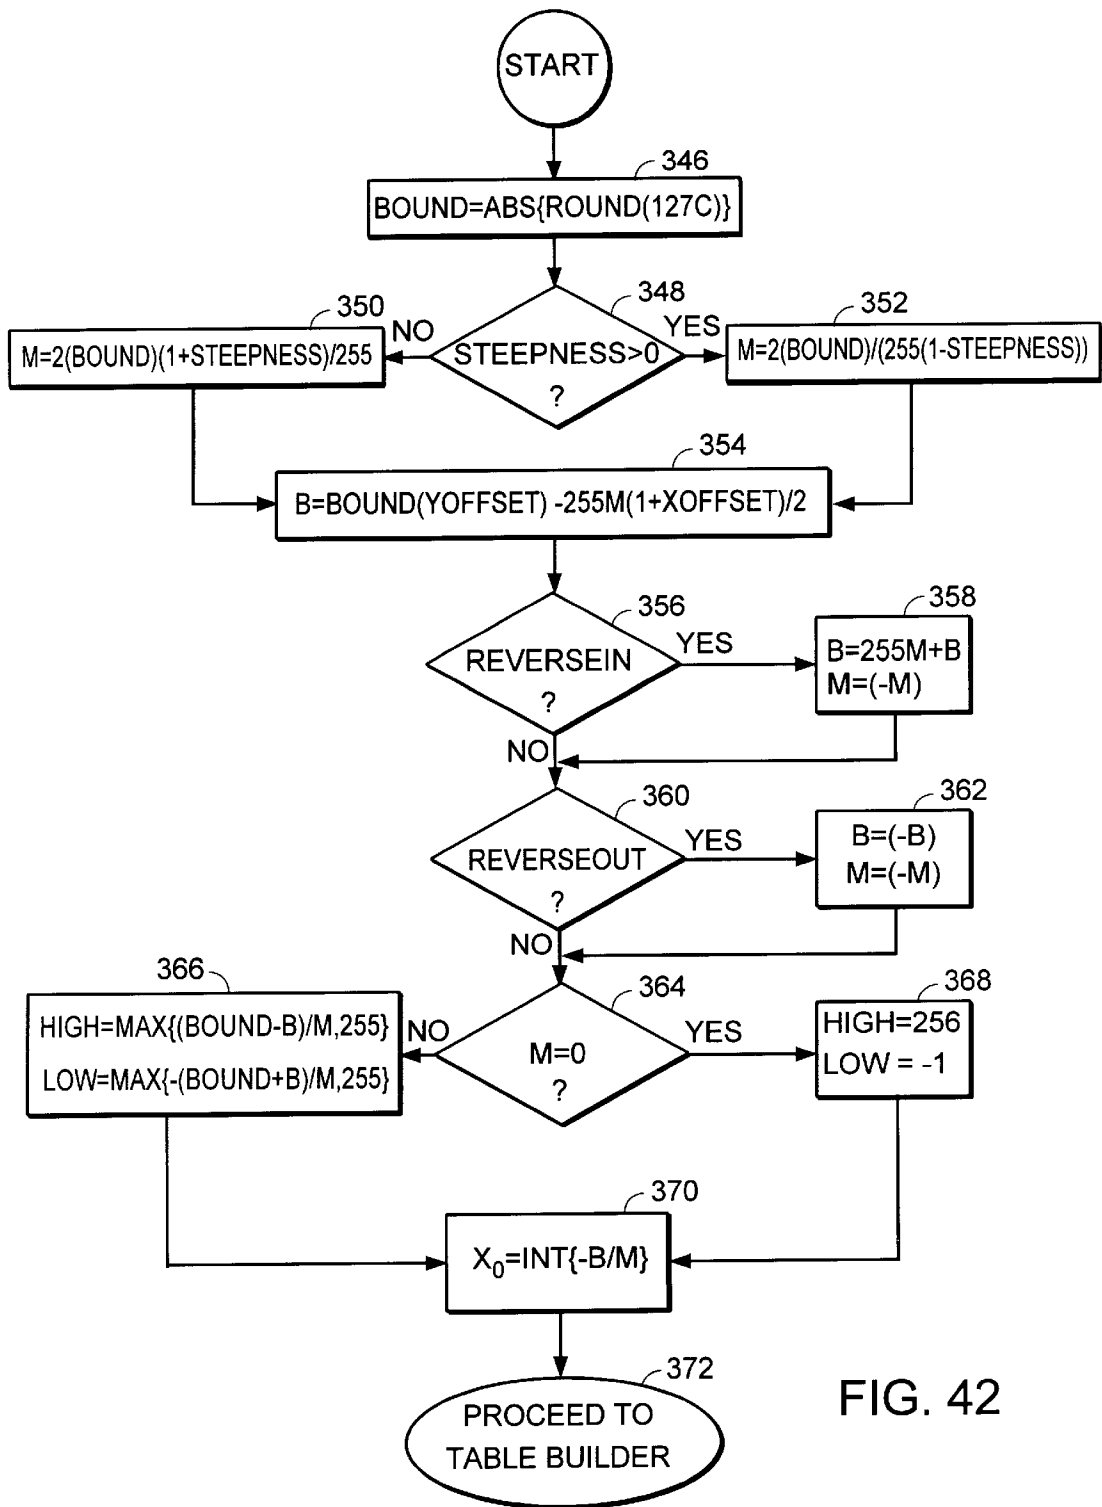 START
346
BOUND=ABS{ROUND(127C)}
348
350
352
NO
YES
M=2(BOUND)(1+STEEPNESS)/255
STEEPNESS>0
?
M=2(BOUND)/(255(1-STEEPNESS))
354
B=BOUND(YOFFSET) -255M(1+XOFFSET)/2
356
358
YES
REVERSEIN
?
B=255M+B
M=(-M)
NO
360
362
YES
REVERSEOUT
?
B=(-B)
M=(-M)
NO
366
364
368
HIGH=MAX{(BOUND-B)/M,255}
LOW=MAX{-(BOUND+B)/M,255}
NO
M=0
?
YES
HIGH=256
LOW = -1
370
X₀=INT{-B/M}
372
PROCEED TO
TABLE BUILDER
FIG. 42